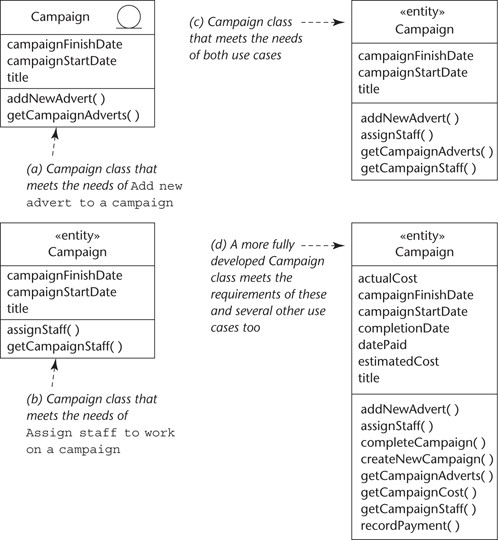 Campaign
campaignFinishDate
campaignStartDate
title
addNewAdvert( )
getCampaignAdverts( )
(a) Campaign class that
meets the needs of Add new
advert to a campaign
«entity»
Campaign
campaignFinishDate
campaignStartDate
title
assignStaff( )
getCampaignStaff( )
(b) Campaign class that
meets the needs of
Assign staff to work
on a campaign
(c) Campaign class
that meets the needs
of both use cases
«entity»
Campaign
campaignFinishDate
campaignStartDate
title
addNewAdvert( )
assignStaff( )
getCampaignAdverts( )
getCampaignStaff( )
(d) A more fully
developed Campaign
class meets the
requirements of these
and several other use
cases too
«entity»
Campaign
actualCost
campaignFinishDate
campaignStartDate
completionDate
datePaid
estimatedCost
title
addNewAdvert( )
assignStaff( )
completeCampaign( )
createNewCampaign( )
getCampaignAdverts( )
getCampaignCost( )
getCampaignStaff( )
recordPayment( )